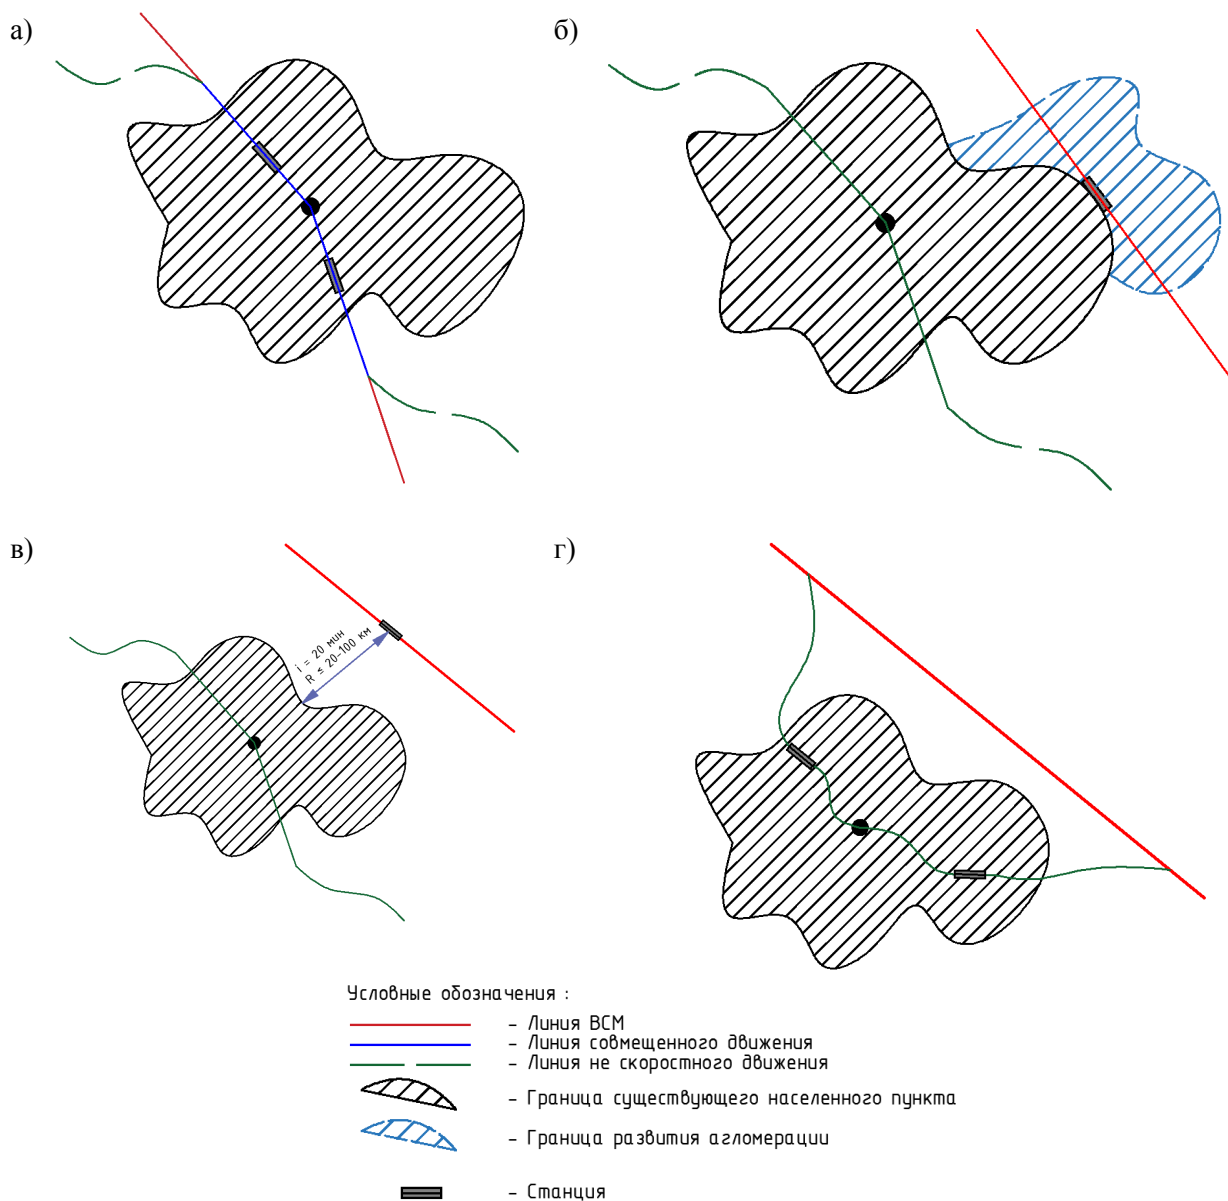 а)
б)
в)
i = 20 мин
R ≤ 20-100 км
г)
Условные обозначения :
- Линия ВСМ
- Линия совмещенного движения
- Линия не скоростного движения
- Граница существующего населенного пункта
- Граница развития агломерации
- Станция